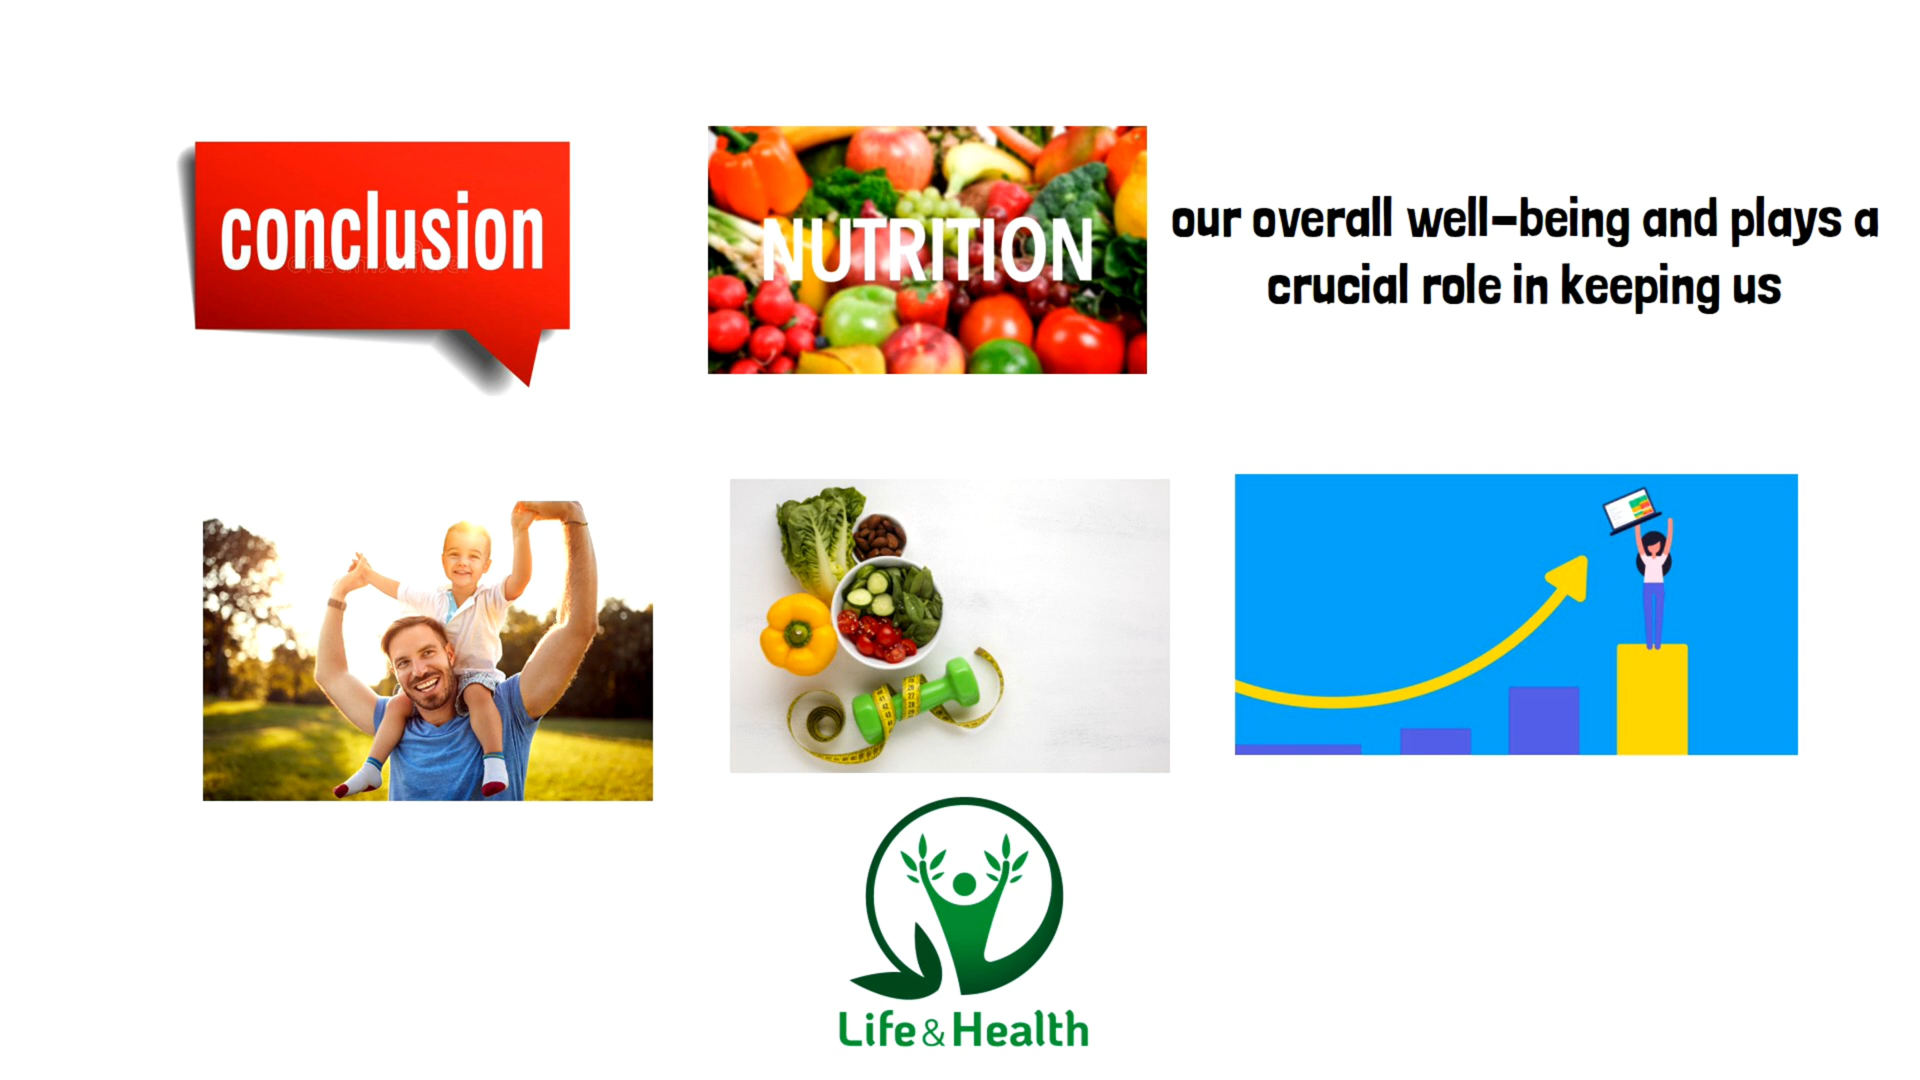 conclusion
NUTRITION
our overall well-being and plays a
crucial role in keeping us
Life & Health